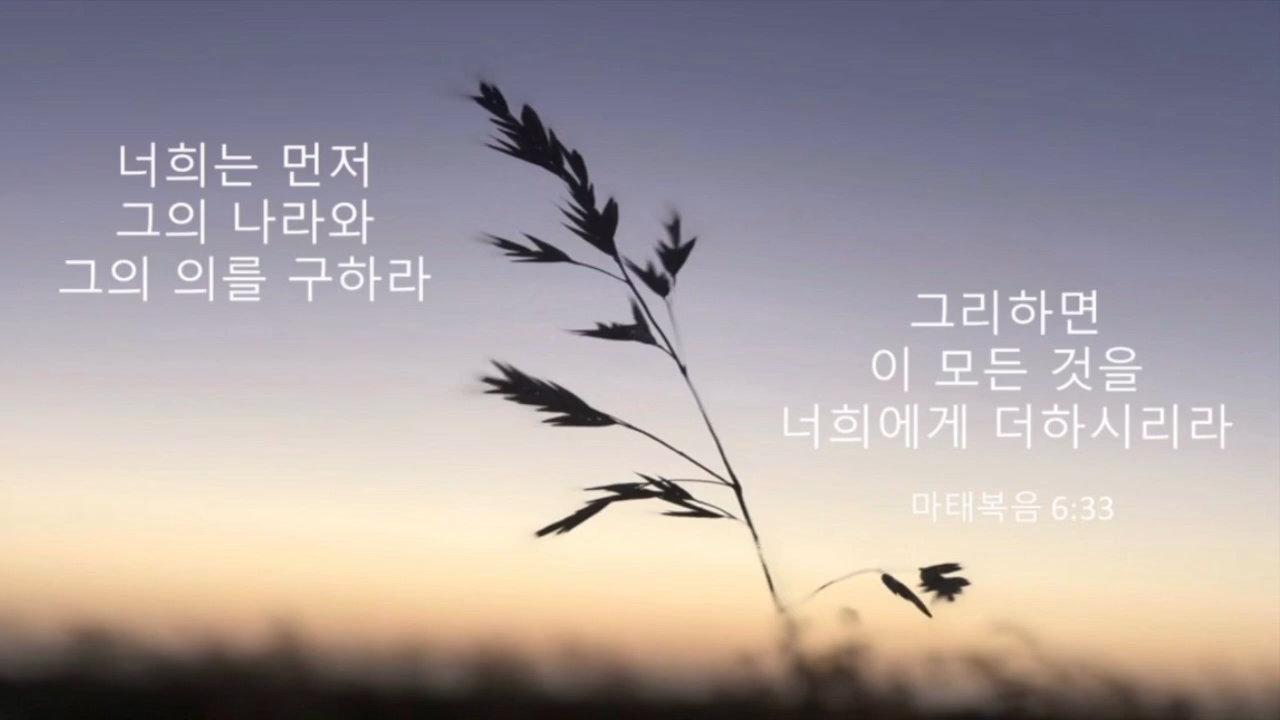 너희는 먼저
그의 나라와
그의 의를 구하라
그리하면
이 모든 것을
너희에게 더하시리라
마태복음 6:33